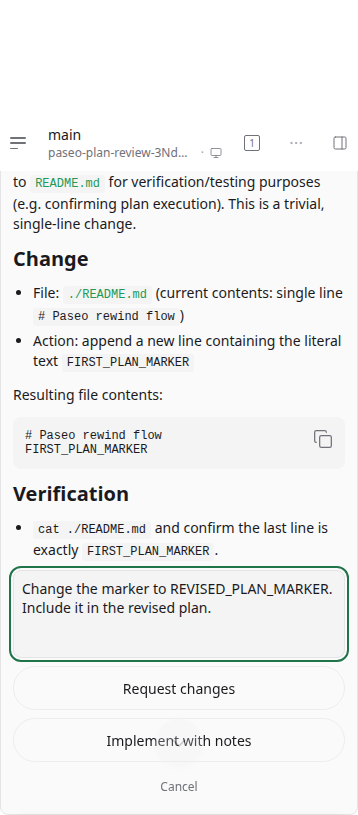 main
paseo-plan-review-3Nd... ·
1
to README.md for verification/testing purposes
(e.g. confirming plan execution). This is a trivial,
single-line change.
Change
• File: ./README.md (current contents: single line
# Paseo rewind flow )
• Action: append a new line containing the literal
text FIRST_PLAN_MARKER
Resulting file contents:
# Paseo rewind flow
FIRST_PLAN_MARKER
Verification
• cat ./README.md and confirm the last line is
exactly FIRST_PLAN_MARKER .
Change the marker to REVISED_PLAN_MARKER.
Include it in the revised plan.
Request changes
Implement with notes
Cancel